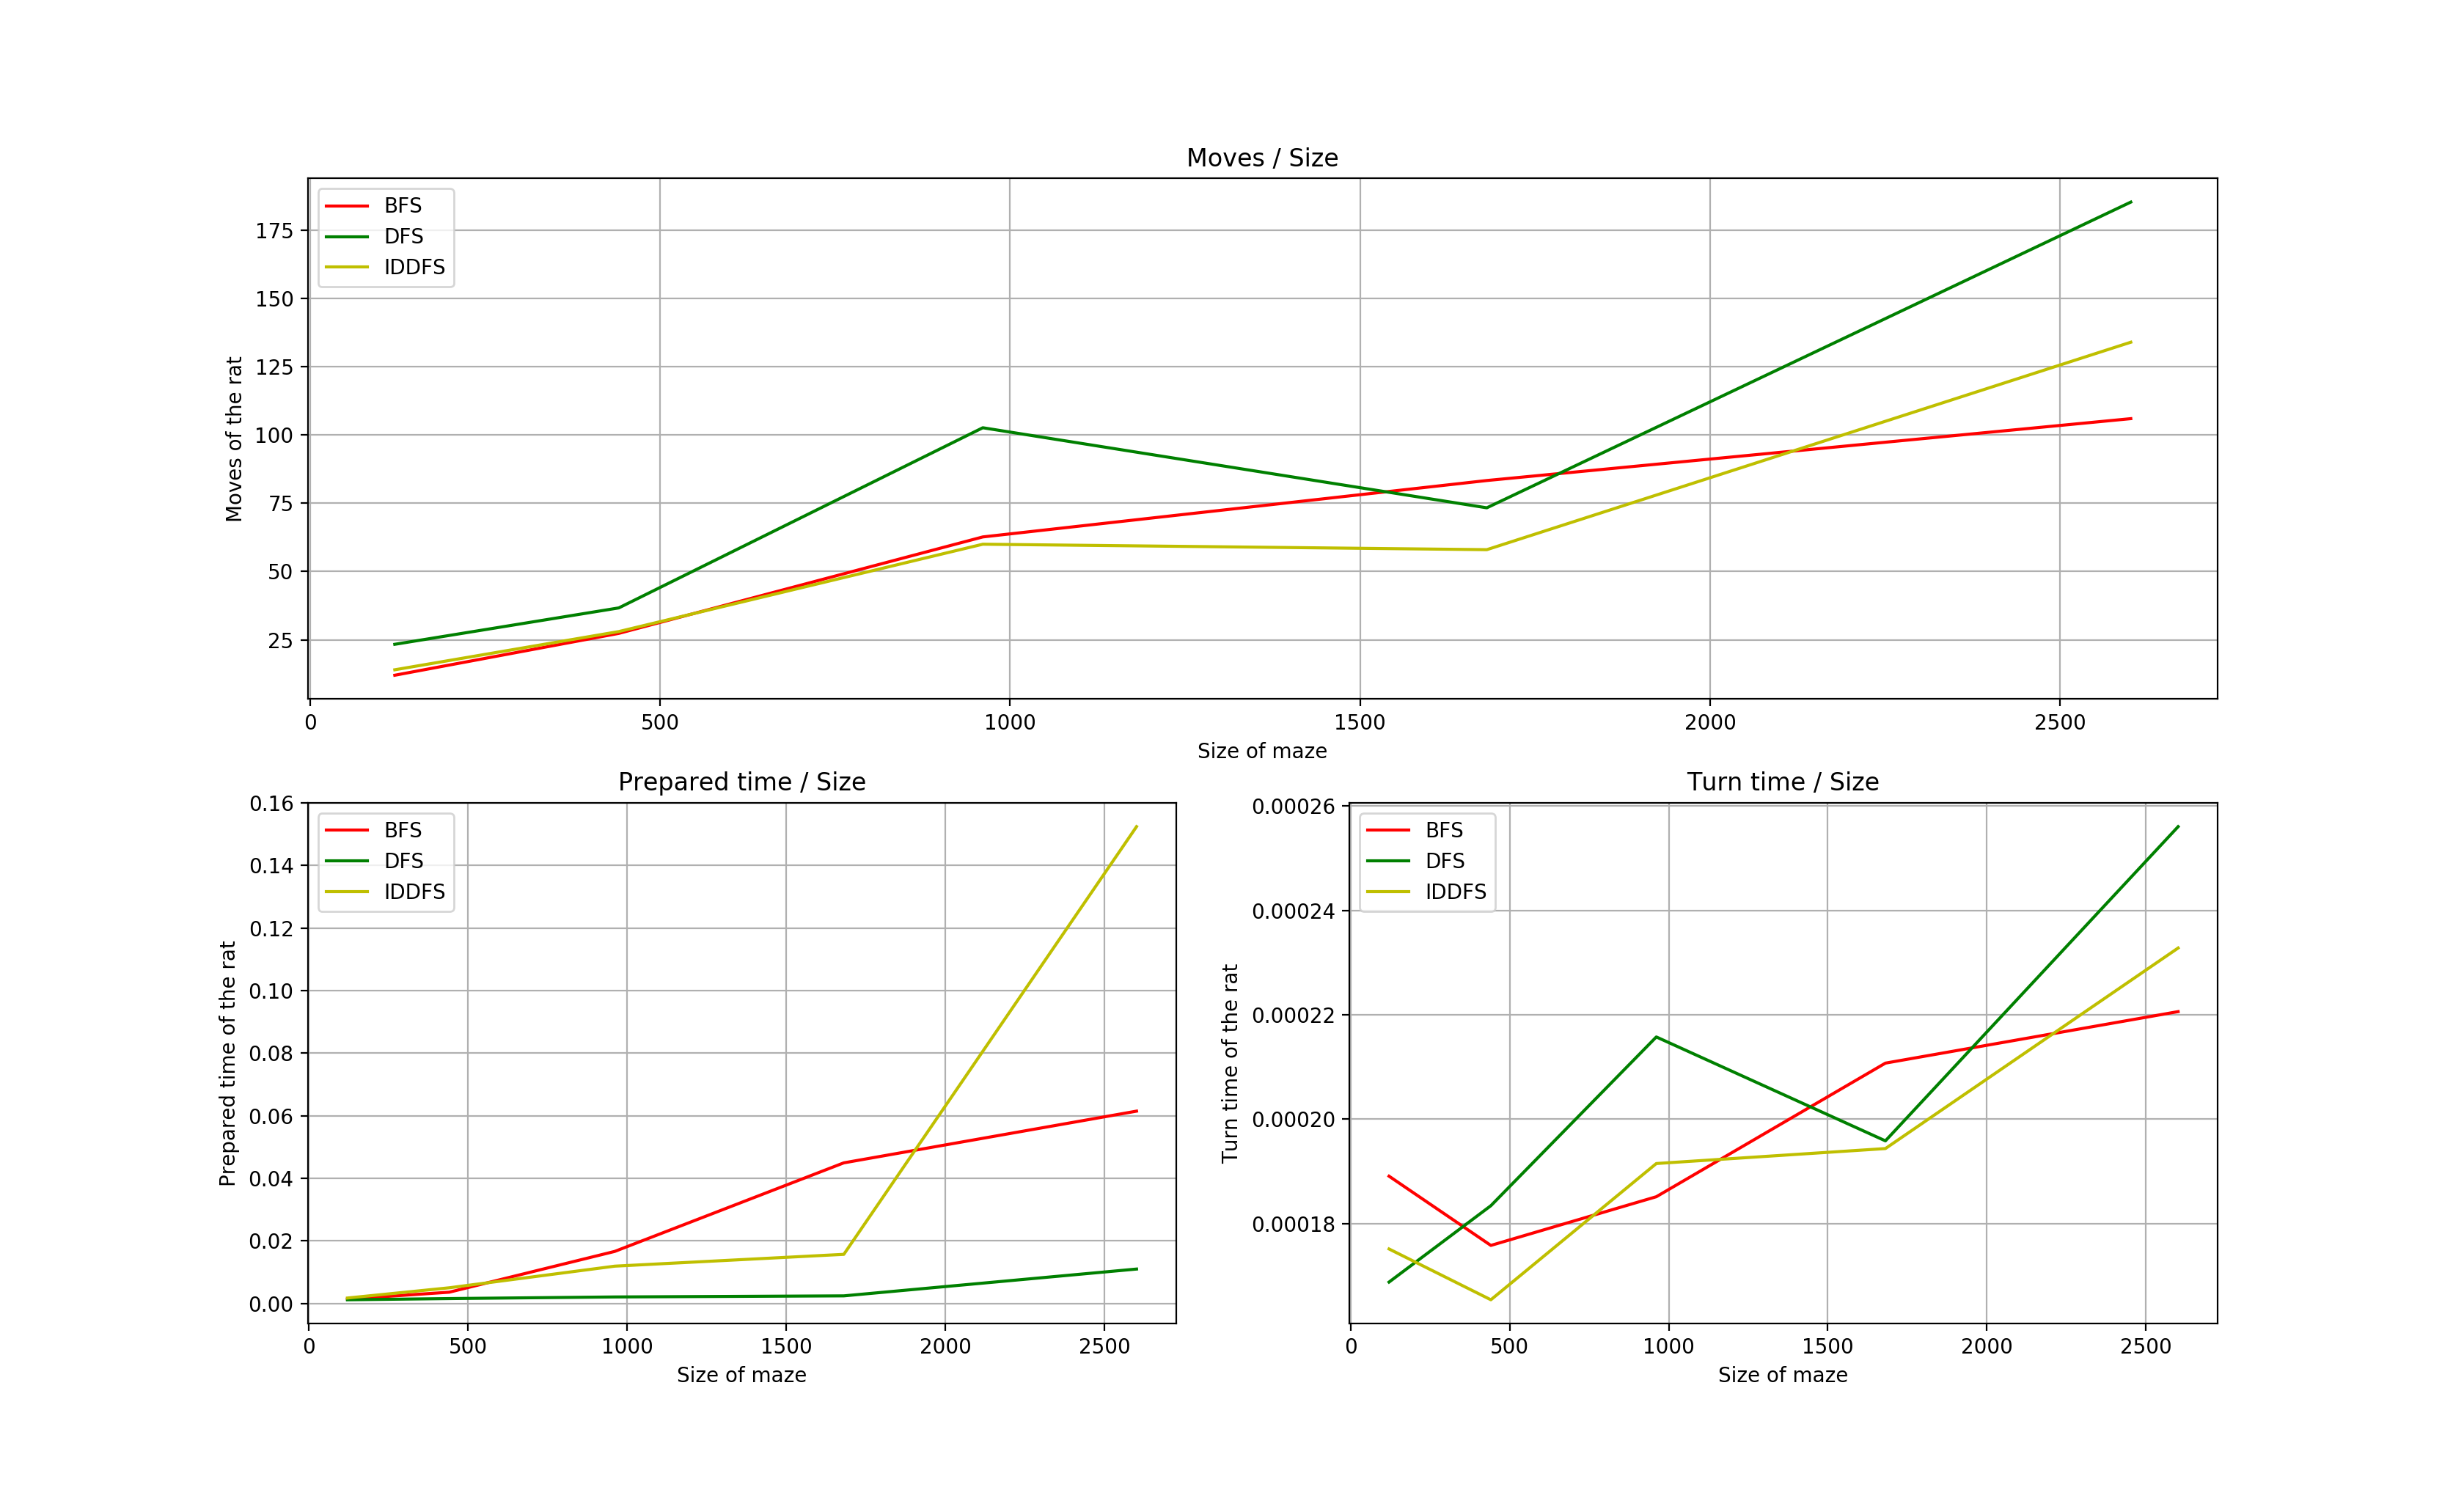 Moves / Size
BFS
DFS
IDDFS
175
150
125
100
75
50
25
Moves of the rat
0 500 1000 1500 2000 2500
Size of maze
Prepared time / Size
BFS
DFS
IDDFS
0.16
0.14
0.12
0.10
0.08
0.06
0.04
0.02
0.00
Prepared time of the rat
0 500 1000 1500 2000 2500
Size of maze
Turn time / Size
BFS
DFS
IDDFS
0.00026
0.00024
0.00022
0.00020
0.00018
Turn time of the rat
0 500 1000 1500 2000 2500
Size of maze